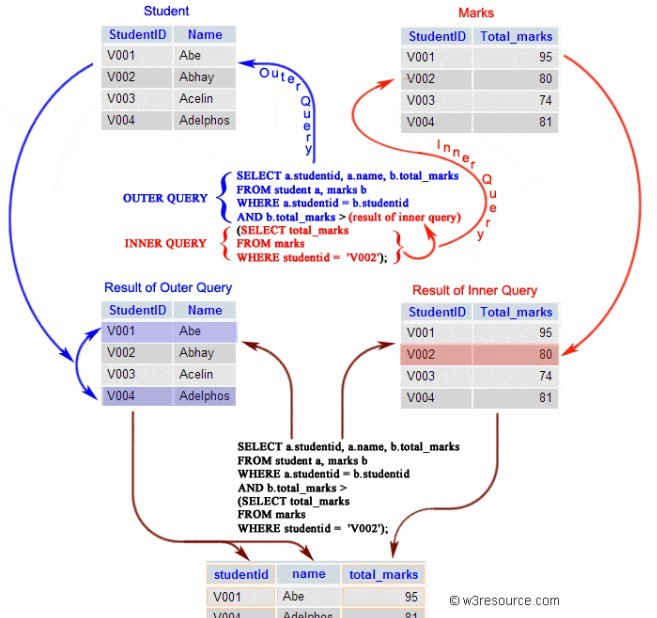 Student
StudentID Name
V001 Abe
V002 Abhay
V003 Acelin
V004 Adelphos
Marks
StudentID Total_marks
V001 95
V002 80
V003 74
V004 81
Outer Query
Inner Query
OUTER QUERY
SELECT a.studentid, a.name, b.total_marks
FROM student a, marks b
WHERE a.studentid = b.studentid
AND b.total_marks > (result of inner query)
INNER QUERY
(SELECT total_marks
FROM marks
WHERE studentid = 'V002');
Result of Outer Query
StudentID Name
V001 Abe
V002 Abhay
V003 Acelin
V004 Adelphos
Result of Inner Query
StudentID Total_marks
V001 95
V002 80
V003 74
V004 81
SELECT a.studentid, a.name, b.total_marks
FROM student a, marks b
WHERE a.studentid = b.studentid
AND b.total_marks >
(SELECT total_marks
FROM marks
WHERE studentid = 'V002');
studentid name total_marks
V001 Abe 95
V004 Adelphos 81
© w3resource.com